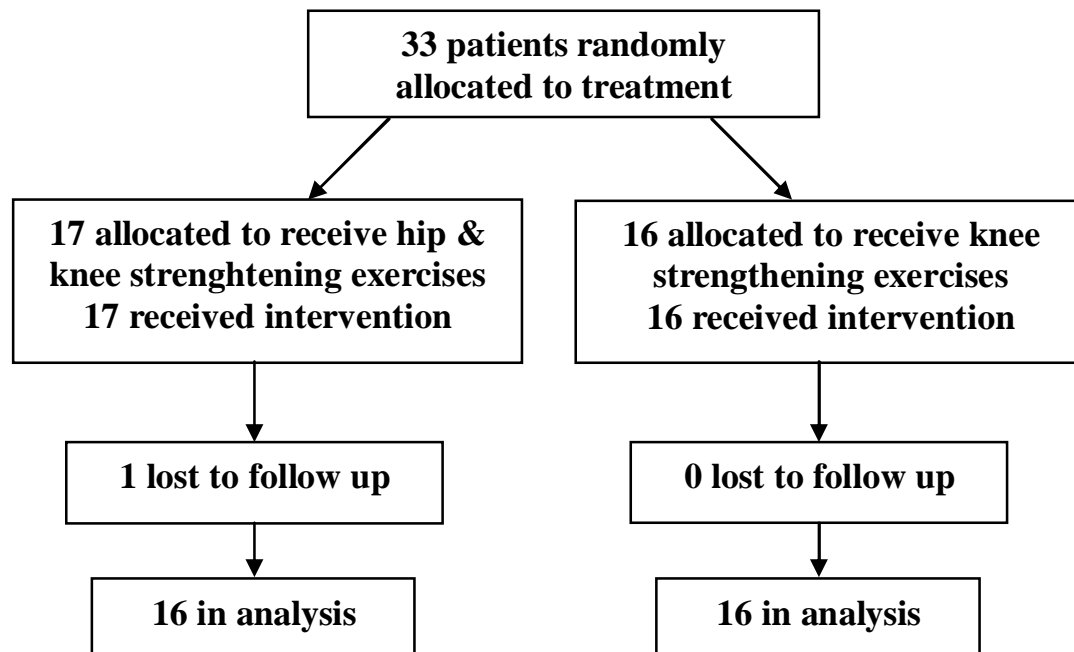 33 patients randomly
allocated to treatment
17 allocated to receive hip &
knee strenghtening exercises
17 received intervention
16 allocated to receive knee
strengthening exercises
16 received intervention
1 lost to follow up
0 lost to follow up
16 in analysis
16 in analysis